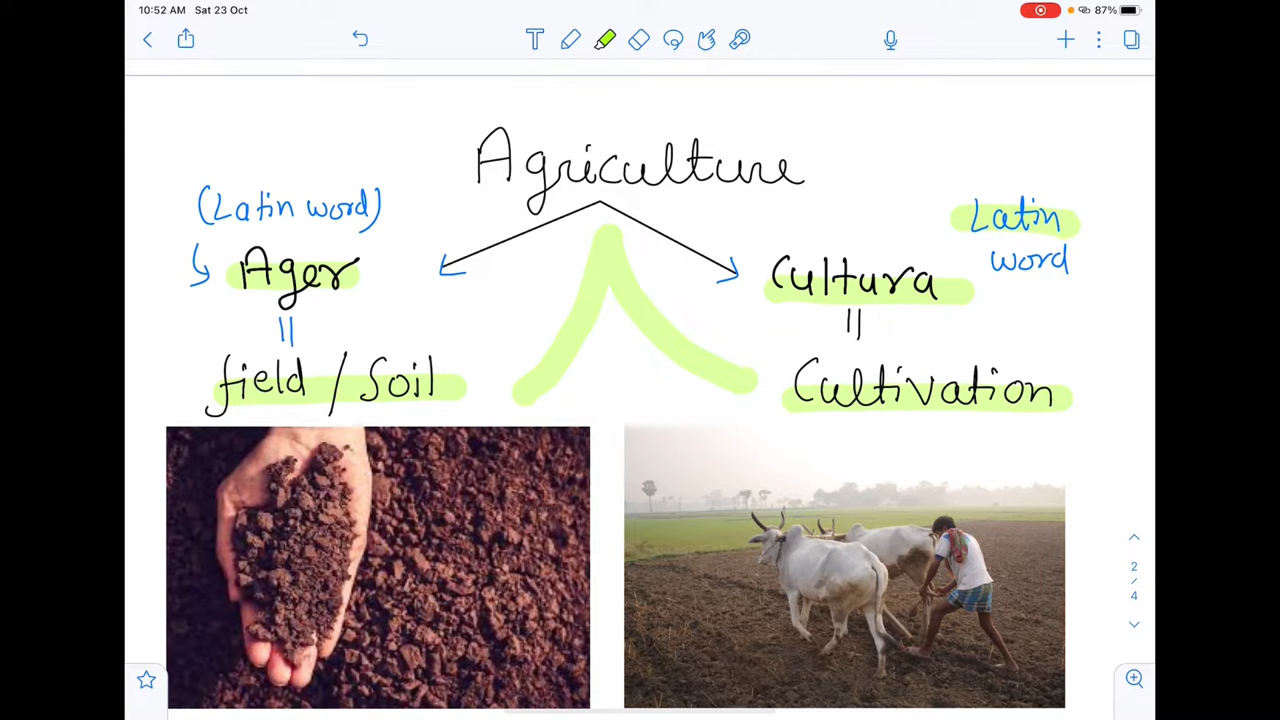 10:52 AM Sat 23 Oct
87%
Agriculture
(Latin word)
Latin
word
Ager
Cultura
=
=
field / Soil
Cultivation
2
/
4